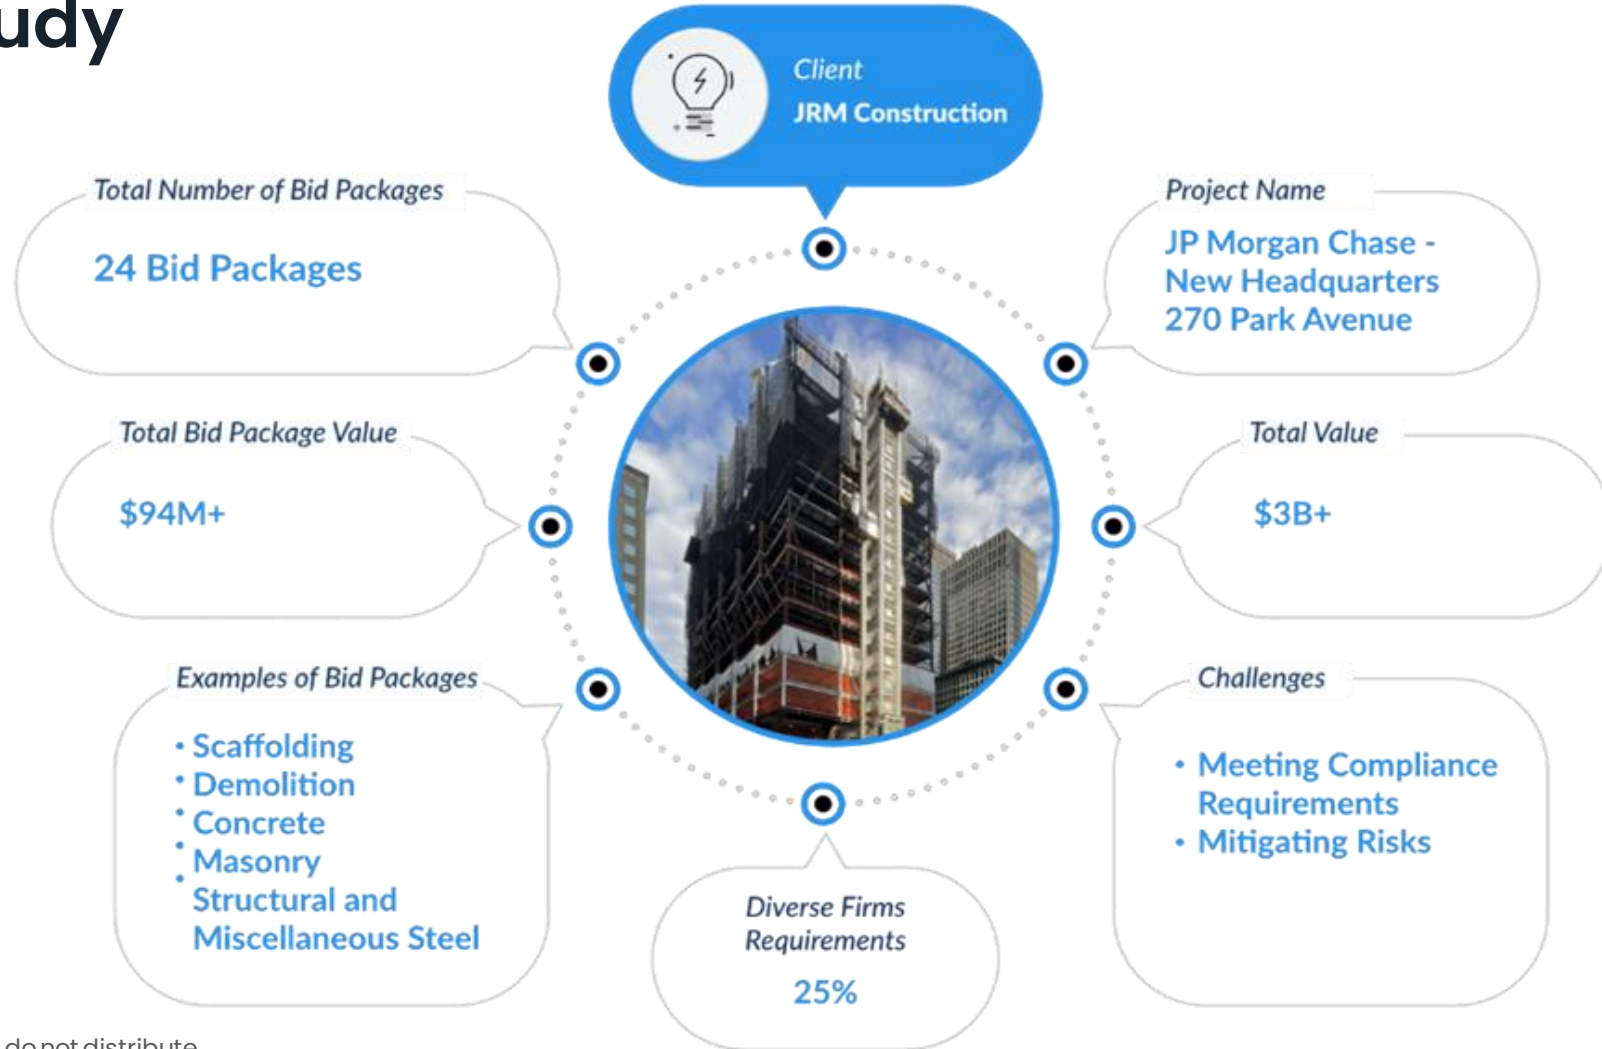 udy
Client
JRM Construction
Total Number of Bid Packages
24 Bid Packages
Project Name
JP Morgan Chase -
New Headquarters
270 Park Avenue
Total Bid Package Value
$94M+
Total Value
$3B+
Examples of Bid Packages
• Scaffolding
• Demolition
• Concrete
• Masonry
• Structural and
Miscellaneous Steel
Challenges
• Meeting Compliance
Requirements
• Mitigating Risks
Diverse Firms
Requirements
25%
do not distribute